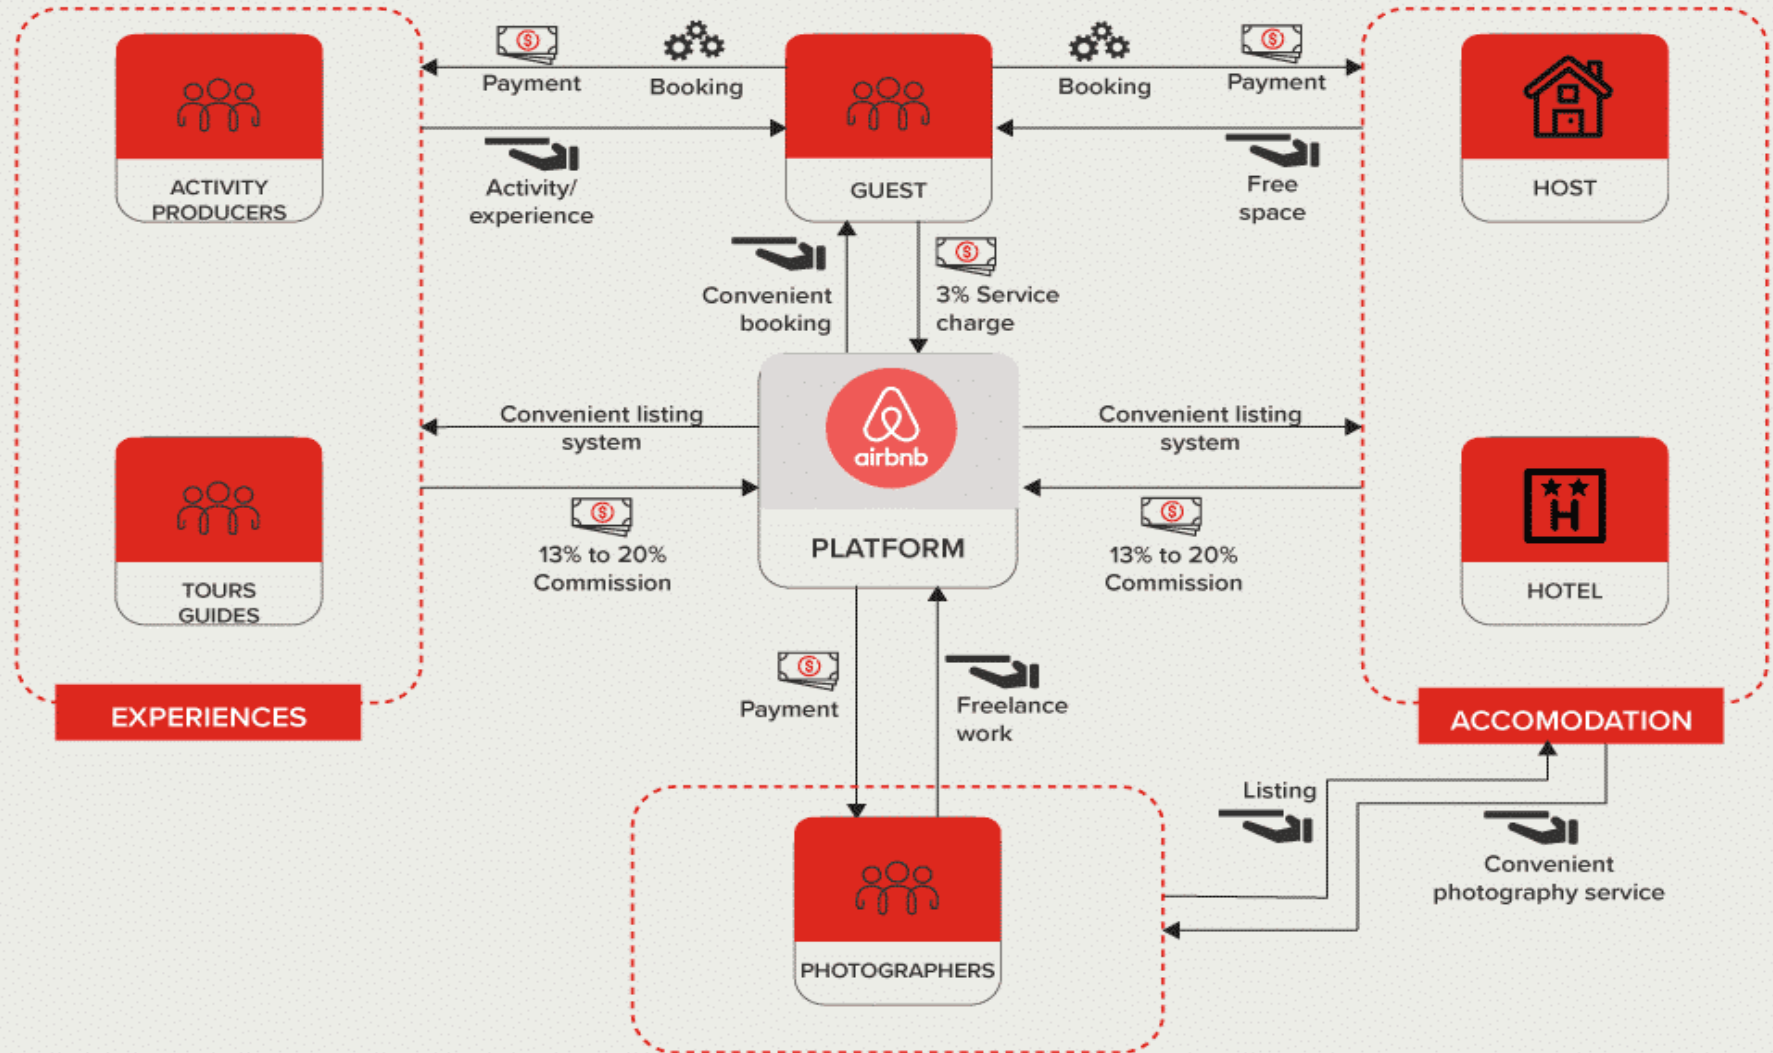 Payment
Booking
Booking
Payment
ACTIVITY
PRODUCERS
Activity/
experience
GUEST
Free
space
HOST
Convenient
booking
3% Service
charge
Convenient listing
system
airbnb
Convenient listing
system
TOURS
GUIDES
13% to 20%
Commission
PLATFORM
13% to 20%
Commission
H
HOTEL
EXPERIENCES
Payment
Freelance
work
ACCOMODATION
Listing
Convenient
photography service
PHOTOGRAPHERS